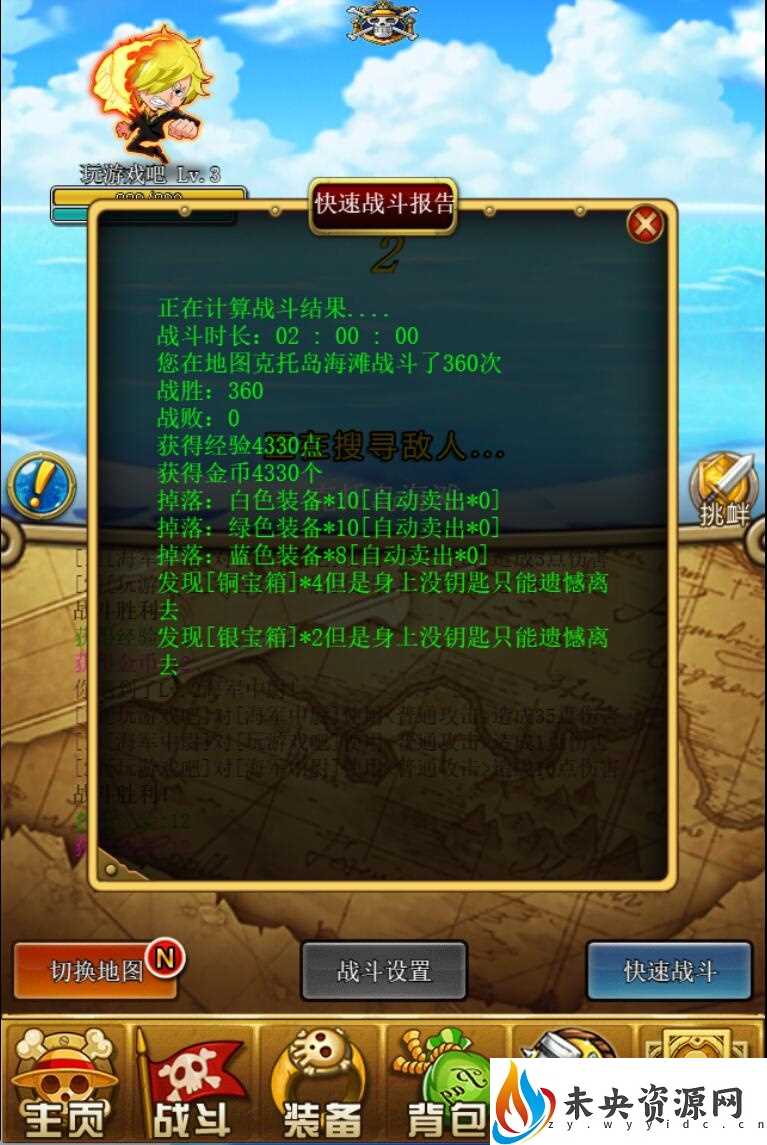 玩游戏吧 Lv.3
快速战斗报告
2
正在计算战斗结果....
战斗时长：02 : 00 : 00
您在地图克托岛海滩战斗了360次
战胜：360
战败：0
正在搜寻敌人...
获得经验4330点
获得金币4330个
掉落：白色装备*10[自动卖出*0]
掉落：绿色装备*10[自动卖出*0]
掉落：蓝色装备*8[自动卖出*0]
发现[铜宝箱]*4但是身上没钥匙只能遗憾离
去
发现[银宝箱]*2但是身上没钥匙只能遗憾离
去
挑衅
战斗胜利!
切换地图
N
战斗设置
快速战斗
主页
战斗
装备
背包
未央资源网
zy.wyyidc.cn